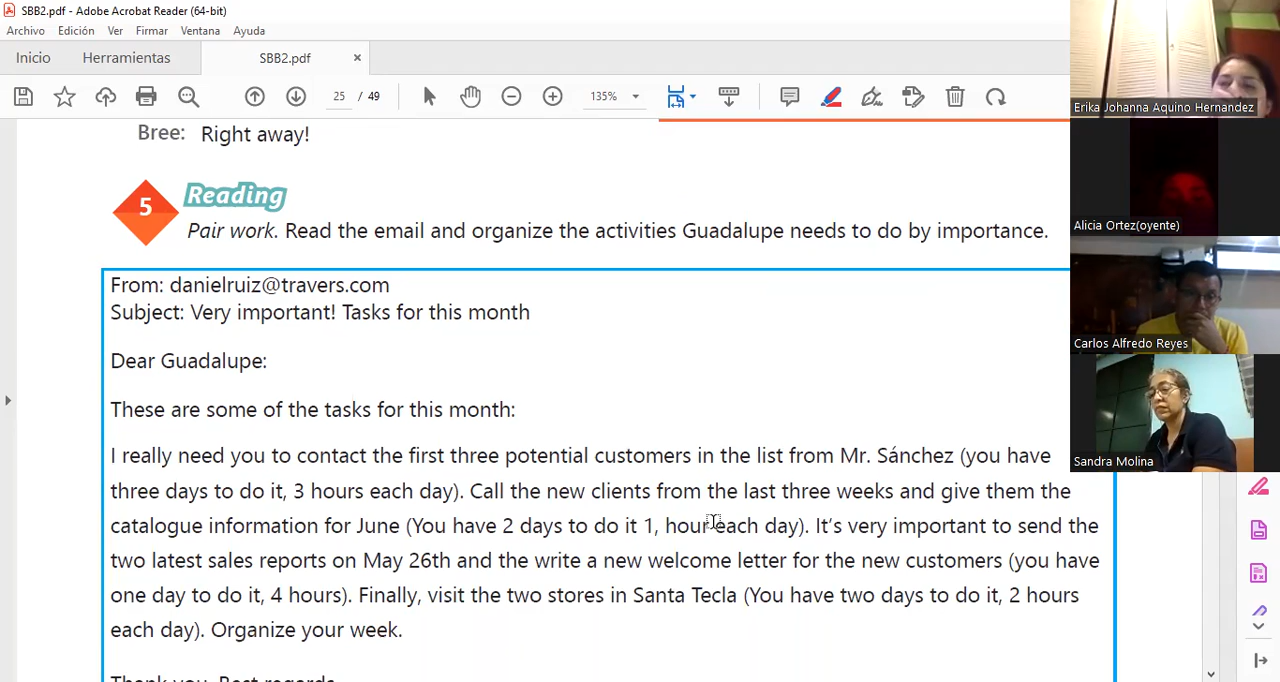 SBB2.pdf - Adobe Acrobat Reader (64-bit)
Archivo Edición Ver Firmar Ventana Ayuda
Inicio Herramientas SBB2.pdf ×
25 / 49 135%
Bree: Right away!
5 Reading
Pair work. Read the email and organize the activities Guadalupe needs to do by importance.
From: danielruiz@travers.com
Subject: Very important! Tasks for this month
Dear Guadalupe:
These are some of the tasks for this month:
I really need you to contact the first three potential customers in the list from Mr. Sánchez (you have
three days to do it, 3 hours each day). Call the new clients from the last three weeks and give them the
catalogue information for June (You have 2 days to do it 1, hour each day). It's very important to send the
two latest sales reports on May 26th and the write a new welcome letter for the new customers (you have
one day to do it, 4 hours). Finally, visit the two stores in Santa Tecla (You have two days to do it, 2 hours
each day). Organize your week.
Thank you. Best regards
Erika Johanna Aquino Hernandez
Alicia Ortez(oyente)
Carlos Alfredo Reyes
Sandra Molina